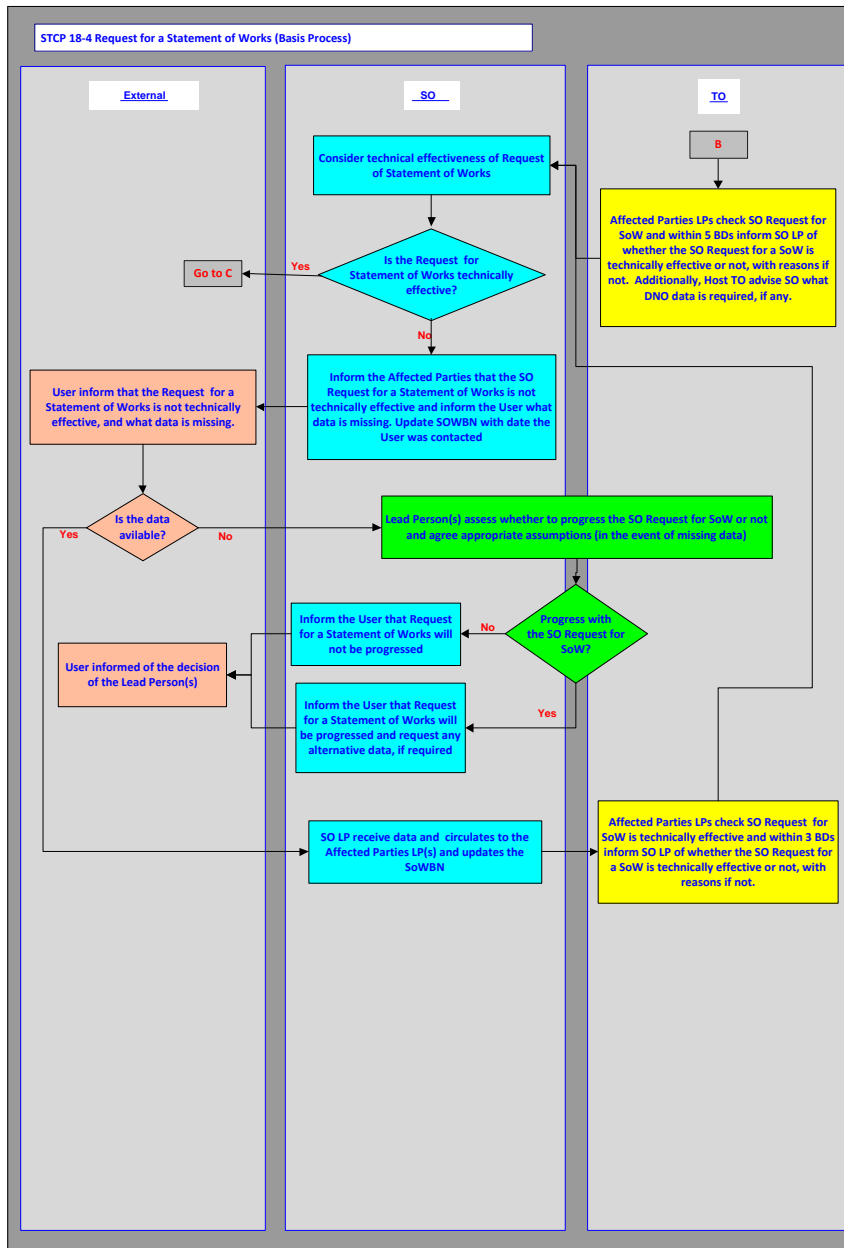 STCP 18-4 Request for a Statement of Works (Basis Process)
External
SO
TO
B
Consider technical effectiveness of Request
of Statement of Works
Affected Parties LPs check SO Request for
SoW and within 5 BDs inform SO LP of
whether the SO Request for a SoW is
technically effective or not, with reasons if
not. Additionally, Host TO advise SO what
DNO data is required, if any.
Is the Request for
Statement of Works technically
effective?
Yes
Go to C
No
Inform the Affected Parties that the SO
Request for a Statement of Works is not
technically effective and inform the User what
data is missing. Update SOWBN with date the
User was contacted
User inform that the Request for a
Statement of Works is not technically
effective, and what data is missing.
Is the data
avilable?
Yes
No
Lead Person(s) assess whether to progress the SO Request for SoW or not
and agree appropriate assumptions (in the event of missing data)
Progress with
the SO Request for
SoW?
No
Inform the User that Request
for a Statement of Works will
not be progressed
User informed of the decision
of the Lead Person(s)
Yes
Inform the User that Request
for a Statement of Works will
be progressed and request any
alternative data, if required
SO LP receive data and circulates to the
Affected Parties LP(s) and updates the
SoWBN
Affected Parties LPs check SO Request for
SoW is technically effective and within 3 BDs
inform SO LP of whether the SO Request for
a SoW is technically effective or not, with
reasons if not.